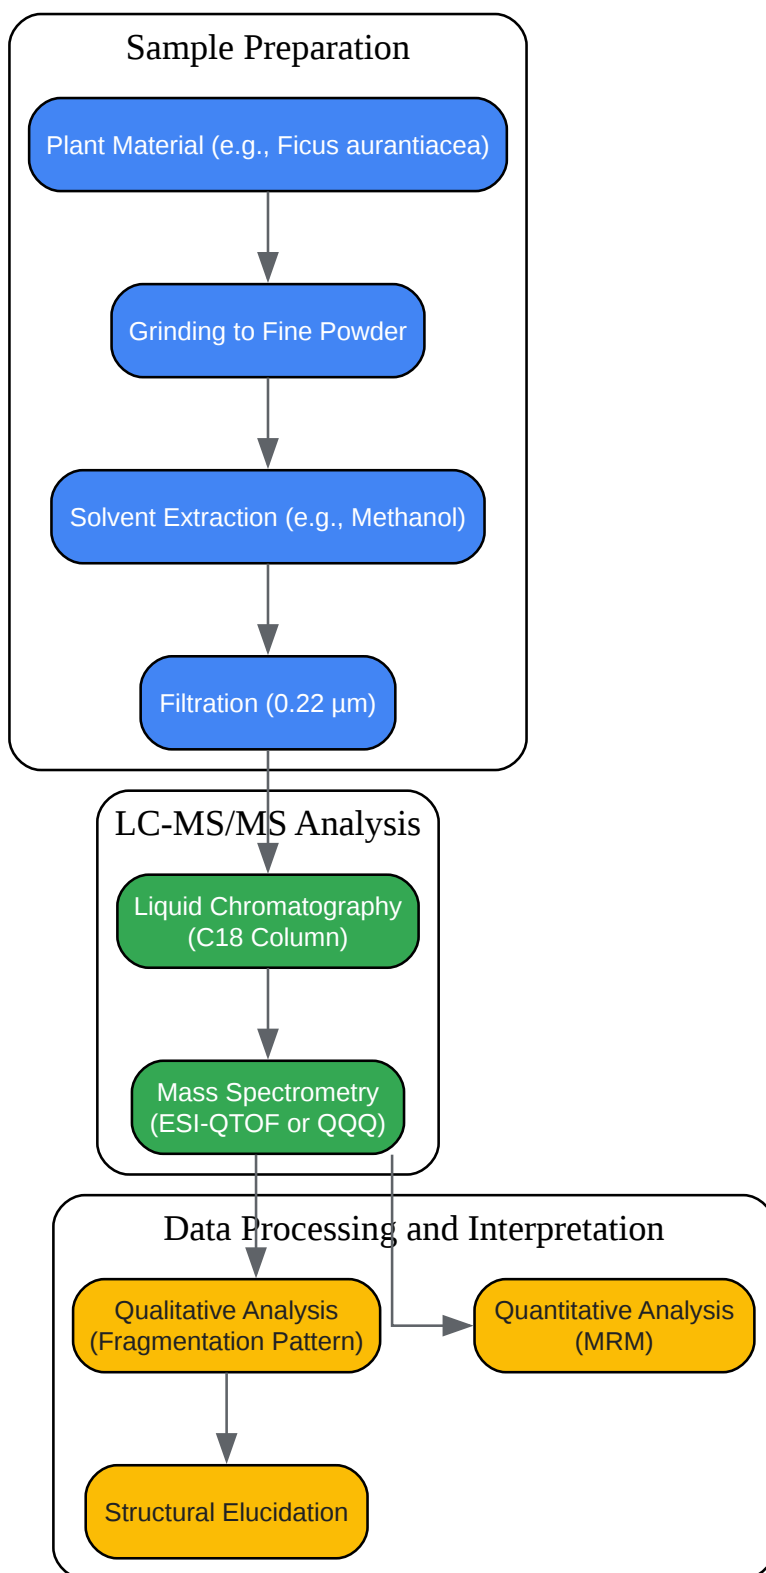 Sample Preparation
Plant Material (e.g., Ficus aurantiacea)
Grinding to Fine Powder
Solvent Extraction (e.g., Methanol)
Filtration (0.22 µm)
LC-MS/MS Analysis
Liquid Chromatography
(C18 Column)
Mass Spectrometry
(ESI-QTOF or QQQ)
Data Processing and Interpretation
Qualitative Analysis
(Fragmentation Pattern)
Quantitative Analysis
(MRM)
Structural Elucidation